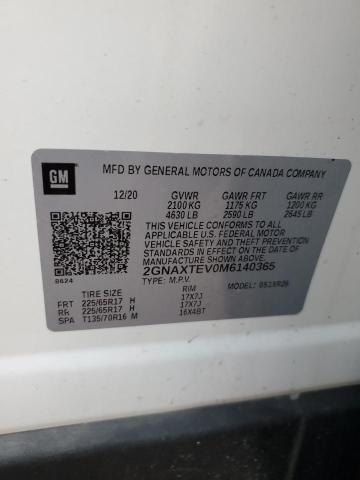 GM
MFD BY GENERAL MOTORS OF CANADA COMPANY
12/20 GVWR GAWR FRT GAWR RR
2100 KG 1175 KG 1200 KG
4630 LB 2590 LB 2645 LB
THIS VEHICLE CONFORMS TO ALL APPLICABLE
U.S. FEDERAL MOTOR VEHICLE
SAFETY AND THEFT PREVENTION
STANDARDS IN EFFECT ON THE DATE OF
MANUFACTURE SHOWN ABOVE.
2GNAXTEV0M6140365
8624 TYPE: M.P.V. MODEL:
TIRE SIZE RIM
FRT 225/65R17 H 17X7J
RR 225/65R17 H 17X7J
SPA T135/70R16 M 16X4BT